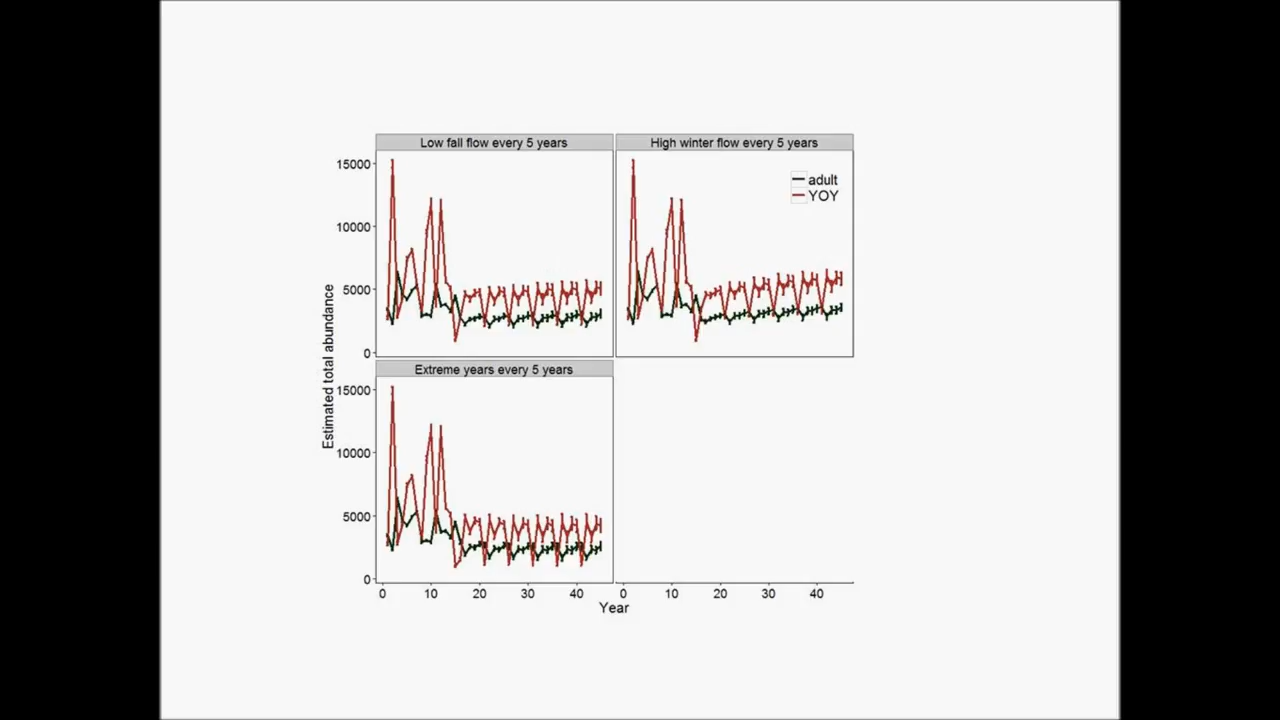 Low fall flow every 5 years
High winter flow every 5 years
15000
10000
5000
0
adult
YOY
Estimated total abundance
Extreme years every 5 years
15000
10000
5000
0
0 10 20 30 40
0 10 20 30 40
Year